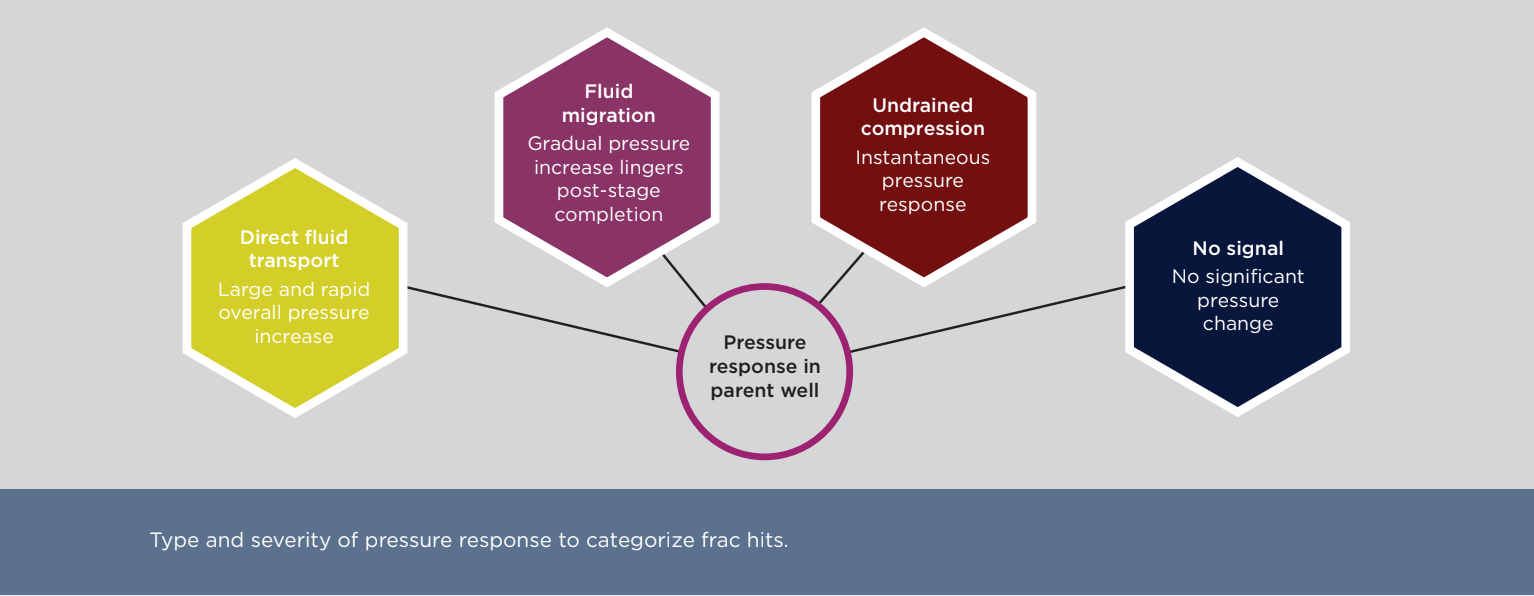 Direct fluid
transport
Large and rapid
overall pressure
increase
Fluid
migration
Gradual pressure
increase lingers
post-stage
completion
Undrained
compression
Instantaneous
pressure
response
No signal
No significant
pressure
change
Pressure
response in
parent well
Type and severity of pressure response to categorize frac hits.